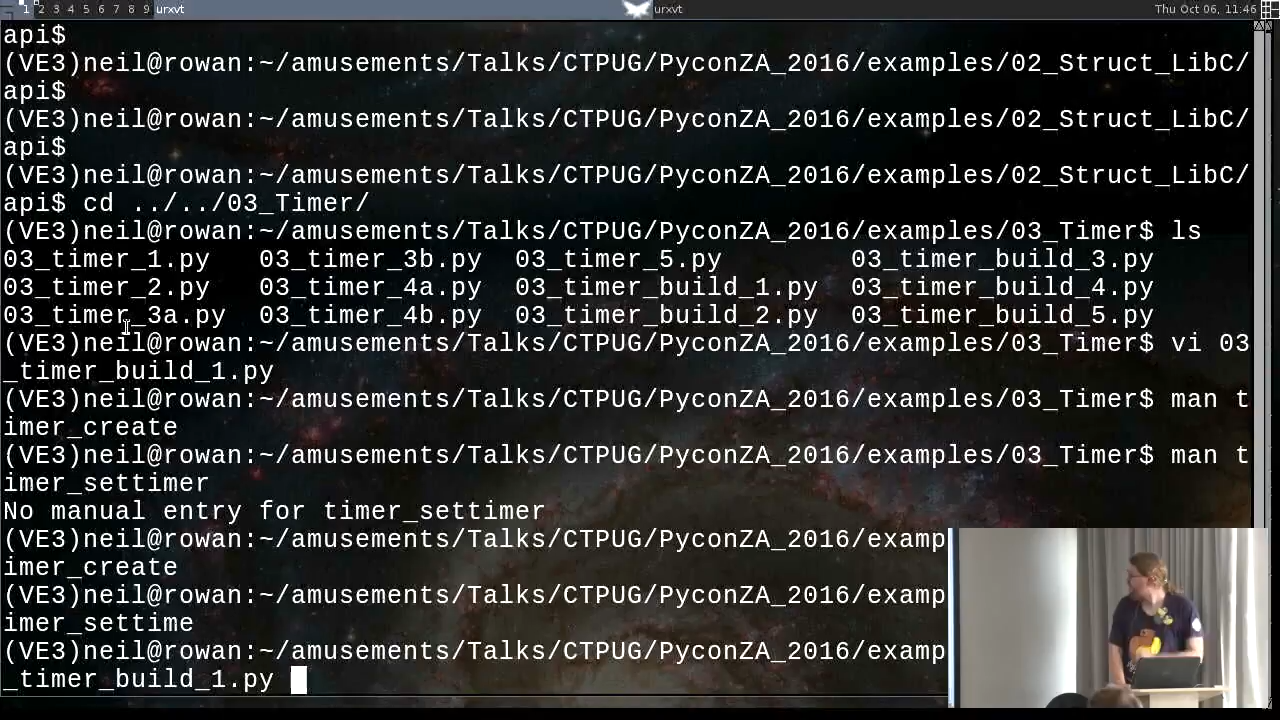 1 2 3 4 5 6 7 8 9 urxvt urxvt Thu Oct 06, 11:46
api$
(VE3)neil@rowan:~/amusements/Talks/CTPUG/PyconZA_2016/examples/02_Struct_LibC/
api$
(VE3)neil@rowan:~/amusements/Talks/CTPUG/PyconZA_2016/examples/02_Struct_LibC/
api$
(VE3)neil@rowan:~/amusements/Talks/CTPUG/PyconZA_2016/examples/02_Struct_LibC/
api$ cd ../../03_Timer/
(VE3)neil@rowan:~/amusements/Talks/CTPUG/PyconZA_2016/examples/03_Timer$ ls
03_timer_1.py 03_timer_3b.py 03_timer_5.py 03_timer_build_3.py
03_timer_2.py 03_timer_4a.py 03_timer_build_1.py 03_timer_build_4.py
03_timer_3a.py 03_timer_4b.py 03_timer_build_2.py 03_timer_build_5.py
(VE3)neil@rowan:~/amusements/Talks/CTPUG/PyconZA_2016/examples/03_Timer$ vi 03
_timer_build_1.py
(VE3)neil@rowan:~/amusements/Talks/CTPUG/PyconZA_2016/examples/03_Timer$ man t
imer_create
(VE3)neil@rowan:~/amusements/Talks/CTPUG/PyconZA_2016/examples/03_Timer$ man t
imer_settimer
No manual entry for timer_settimer
(VE3)neil@rowan:~/amusements/Talks/CTPUG/PyconZA_2016/examp
imer_create
(VE3)neil@rowan:~/amusements/Talks/CTPUG/PyconZA_2016/examp
imer_settime
(VE3)neil@rowan:~/amusements/Talks/CTPUG/PyconZA_2016/examp
_timer_build_1.py